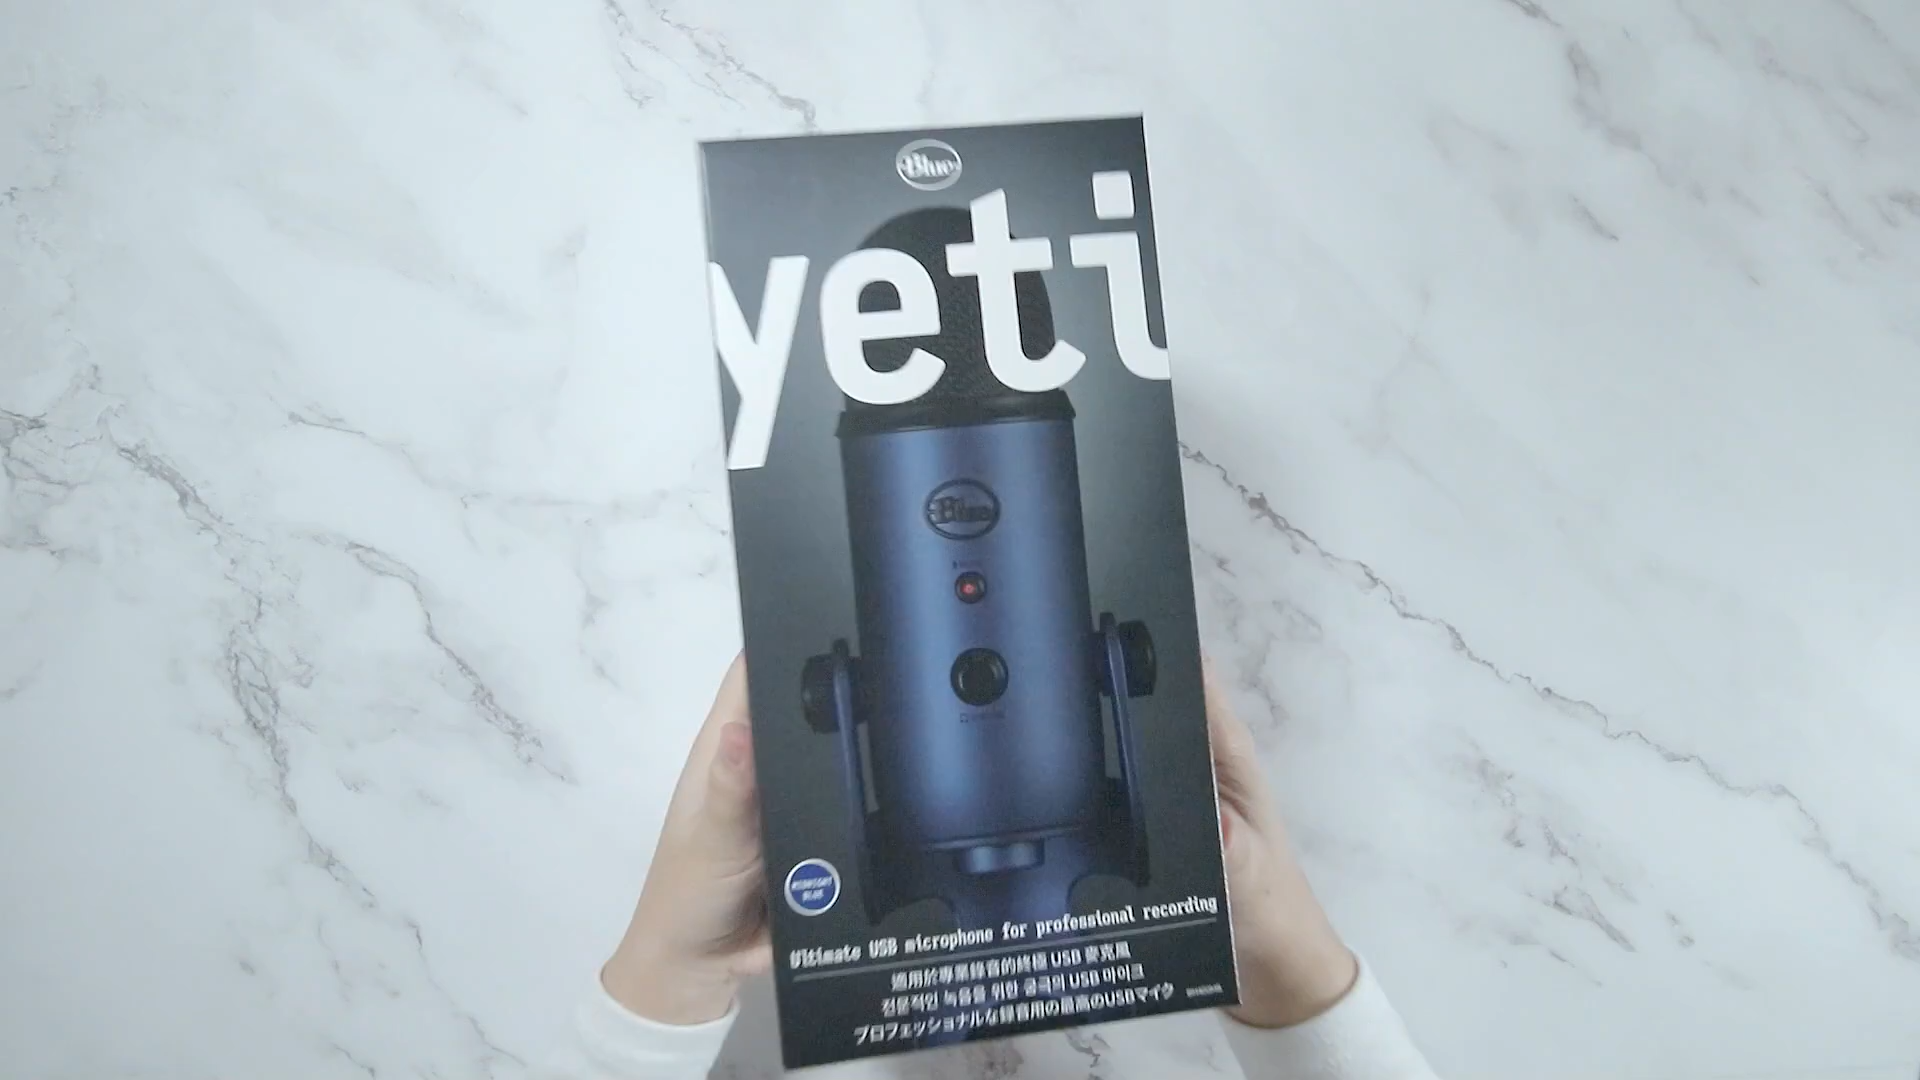 Blue
yeti
Blue
MIDNIGHT
BLUE
Ultimate USB microphone for professional recording
適用於專業錄音的終極 USB 麥克風
전문적인 녹음을 위한 궁극의 USB 마이크
プロフェッショナルな録音用の最高のUSBマイク